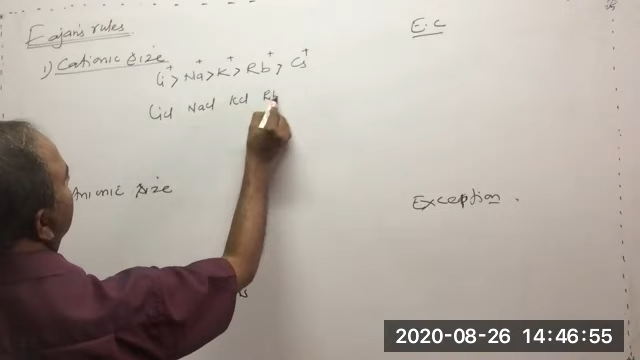 Fajan's rules.
E.C
1) Cationic Size
Li⁺ > Na⁺ > K⁺ > Rb⁺ > Cs⁺
LiCl NaCl KCl Rb
Anionic Size
Exception.
2020-08-26 14:46:55